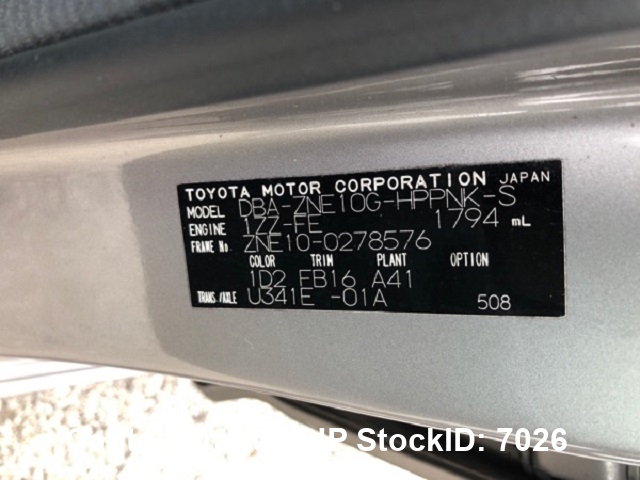 TOYOTA MOTOR CORPORATION JAPAN
MODEL DBA-ZNE10G-HPPNK-S
ENGINE 1ZZ-FE 1794 mL
FRAME No. ZNE10-0278576
COLOR TRIM PLANT OPTION
1D2 FB16 A41
TRANS./AXLE U341E -01A 508
StockID: 7026